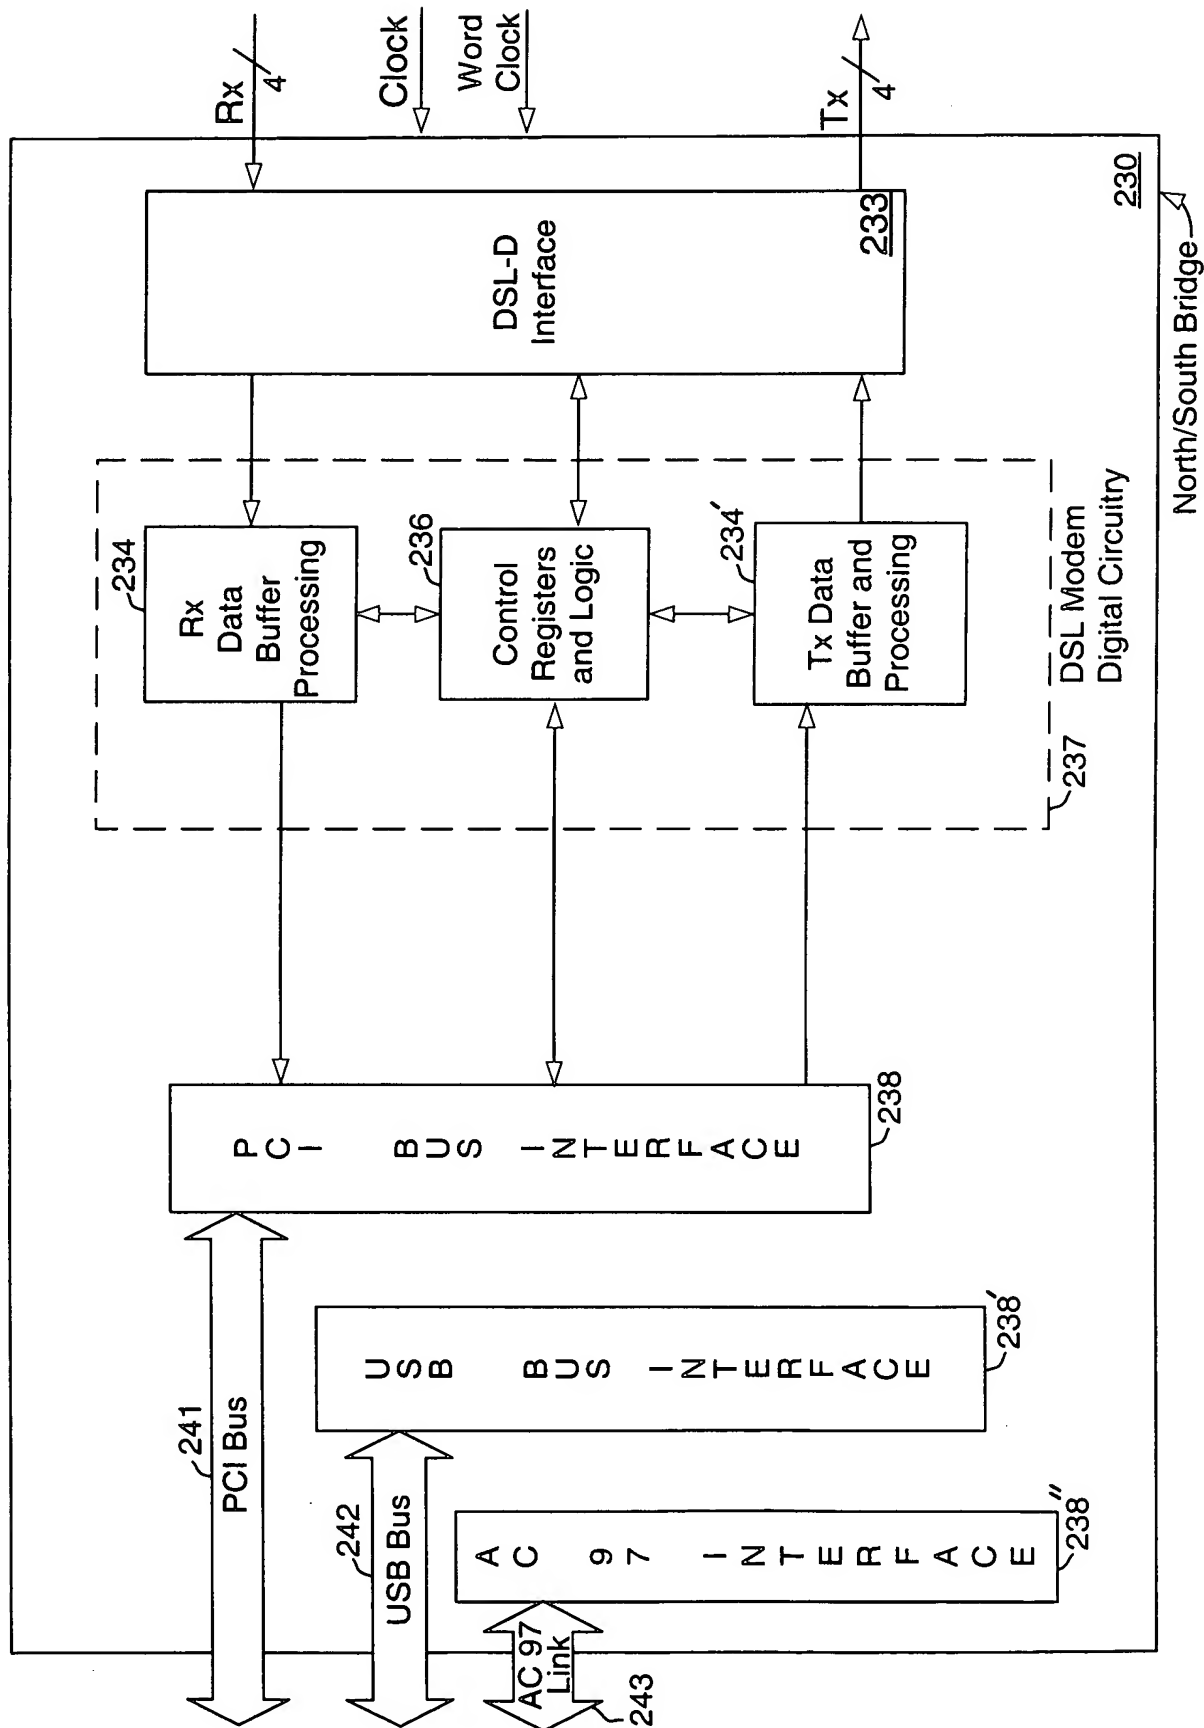 Rx
4
Clock
Word
Clock
Tx
4
DSL-D
Interface
233
230
North/South Bridge
234
Rx
Data
Buffer
Processing
236
Control
Registers
and Logic
234'
Tx Data
Buffer and
Processing
DSL Modem
Digital Circuitry
237
PCI BUS INTERFACE
238
241
PCI Bus
USB BUS INTERFACE
238'
242
USB Bus
AC 97 INTERFACE
238"
AC 97
Link
243